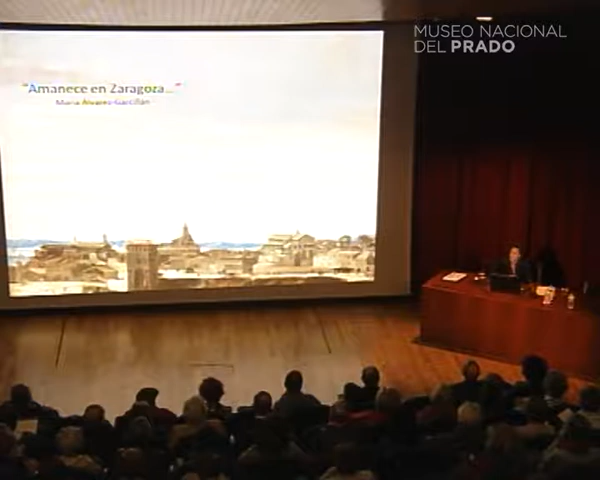 MUSEO NACIONAL
DEL PRADO
"Amanece en Zaragoza..."
María Álvarez-Garcillán